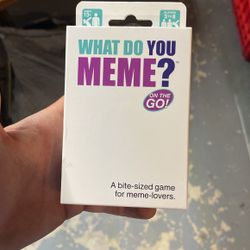 WHAT DO YOU
MEME?
ON THE
GO!
A bite-sized game
for meme-lovers.